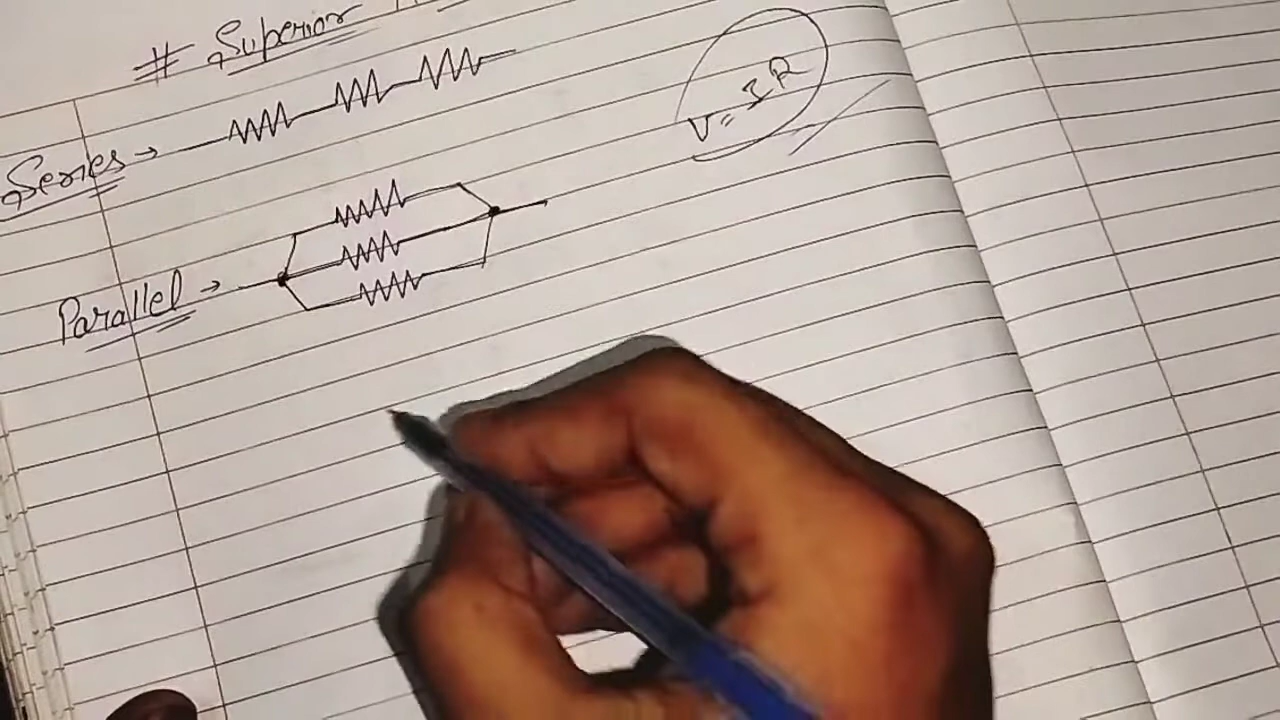 # Superior
V = IR
Series →
Parallel →